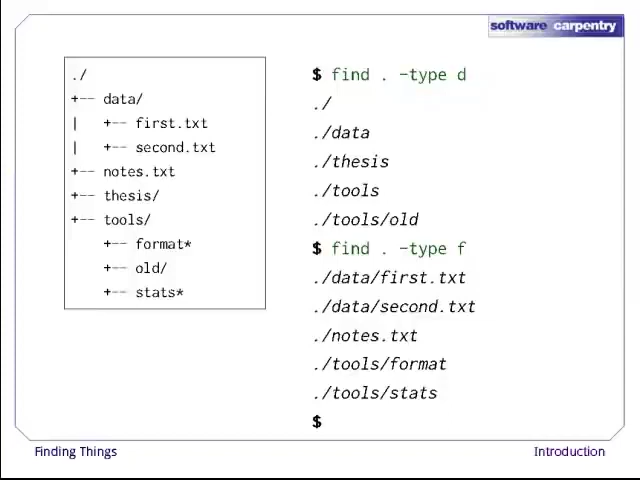 software carpentry
./
+-- data/
|   +-- first.txt
|   +-- second.txt
+-- notes.txt
+-- thesis/
+-- tools/
    +-- format*
    +-- old/
    +-- stats*
$ find . -type d
./
./data
./thesis
./tools
./tools/old
$ find . -type f
./data/first.txt
./data/second.txt
./notes.txt
./tools/format
./tools/stats
$
Finding Things
Introduction